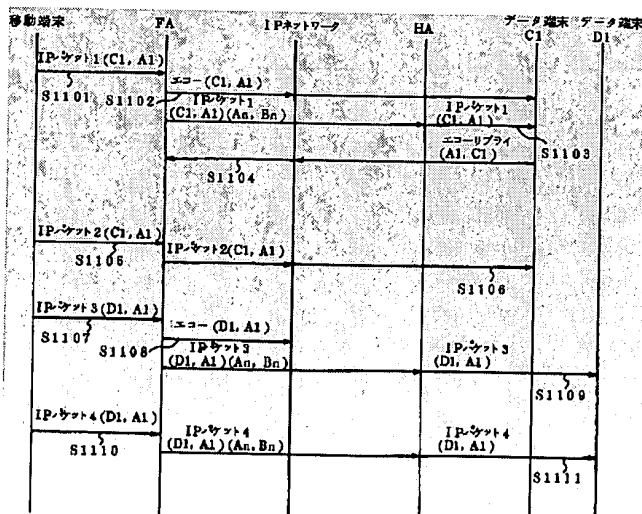 移動端末
FA
IPネットワーク
HA
データ端末
C1
データ端末
D1
IPパケット1(C1, A1)
S1101
エコー(C1, A1)
S1102
IPパケット1
(C1, A1)(An, Bn)
IPパケット1
(C1, A1)
S1103
エコーリプライ
(A1, C1)
S1104
IPパケット2(C1, A1)
S1105
IPパケット2(C1, A1)
S1106
IPパケット3(D1, A1)
S1107
エコー(D1, A1)
S1108
IPパケット3
(D1, A1)(An, Bn)
IPパケット3
(D1, A1)
S1109
IPパケット4(D1, A1)
S1110
IPパケット4
(D1, A1)(An, Bn)
IPパケット4
(D1, A1)
S1111